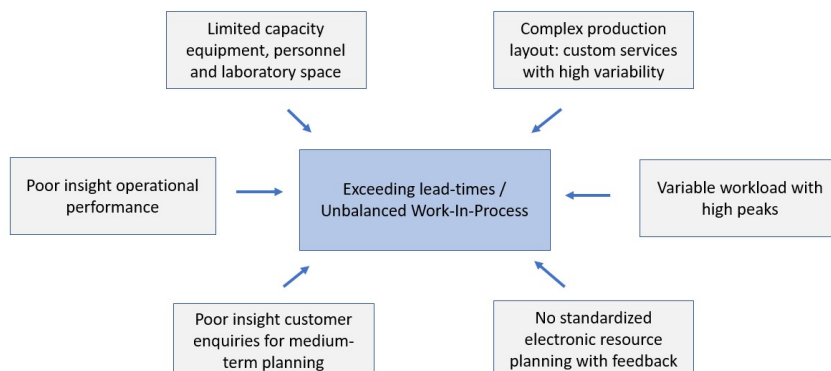 Limited capacity
equipment, personnel
and laboratory space
Complex production
layout: custom services
with high variability
Poor insight operational
performance
Exceeding lead-times /
Unbalanced Work-In-Process
Variable workload with
high peaks
Poor insight customer
enquiries for medium-
term planning
No standardized
electronic resource
planning with feedback